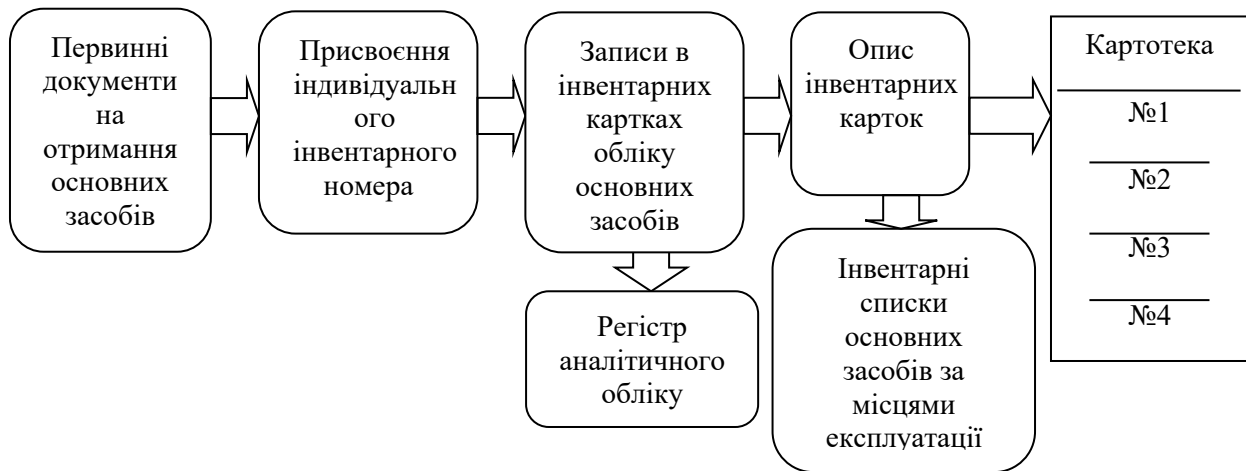 Первинні
документи
на
отримання
основних
засобів
Присвоєння
індивідуальн
ого
інвентарного
номера
Записи в
інвентарних
картках
обліку
основних
засобів
Опис
інвентарних
карток
Картотека
№1
№2
№3
№4
Регістр
аналітичного
обліку
Інвентарні
списки
основних
засобів за
місцями
експлуатації